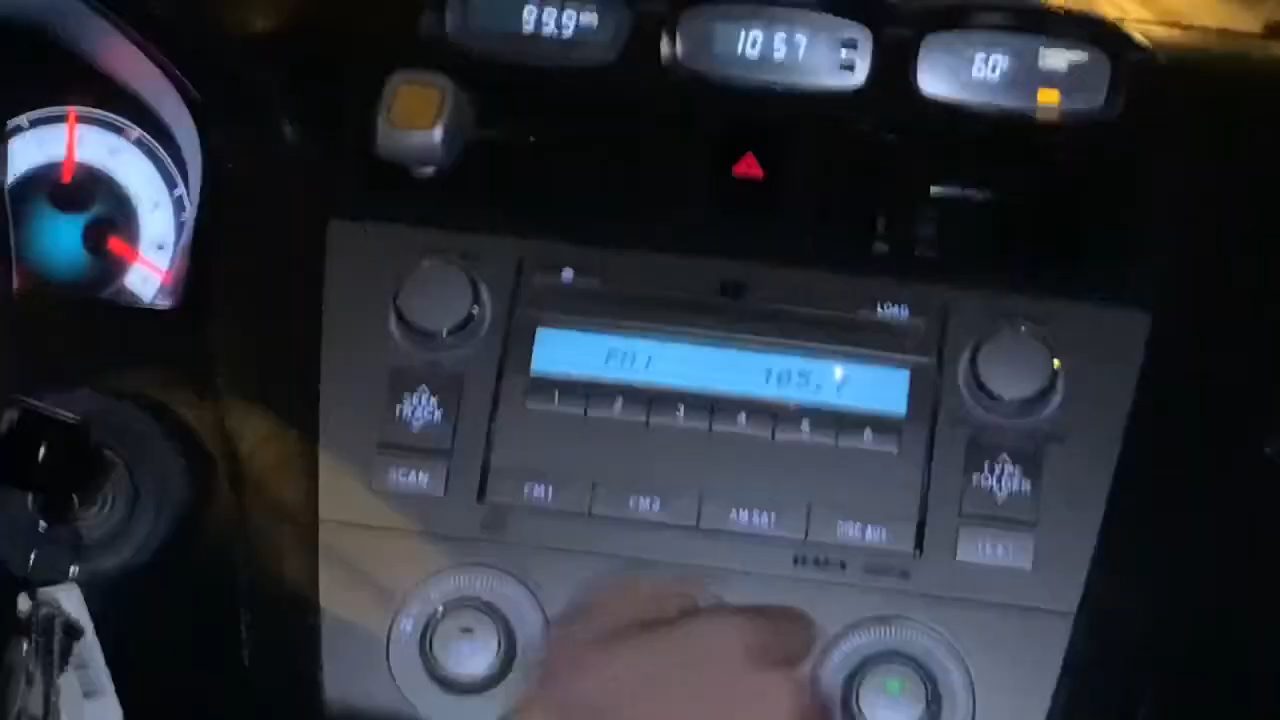 99.9
10 57
60°
LOAD
FM1
105.7
1 2 3 4 5 6
SEEK
TRACK
SCAN
TYPE
FOLDER
FM1
FM2
AM SAT
DISC AUX
TEXT